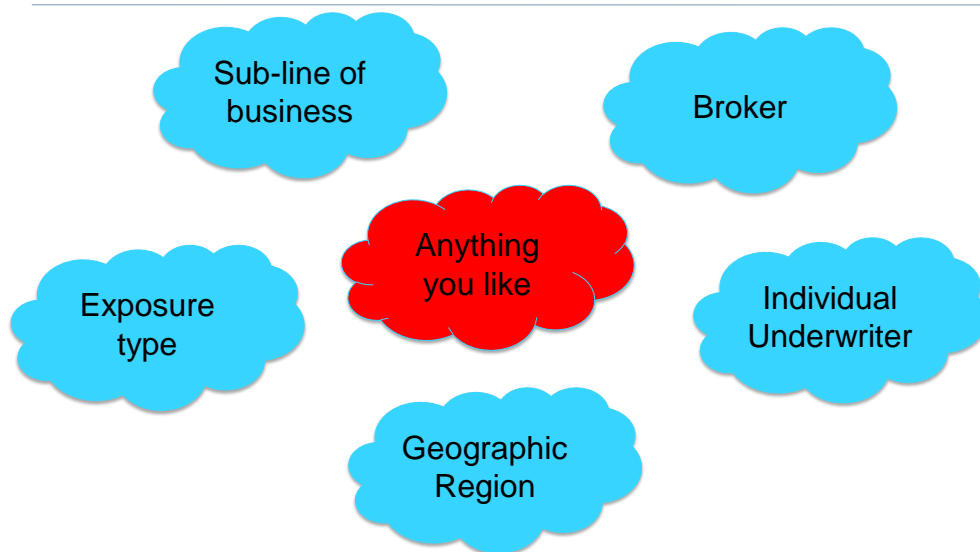 Sub-line of
business
Broker
Anything
you like
Exposure
type
Individual
Underwriter
Geographic
Region